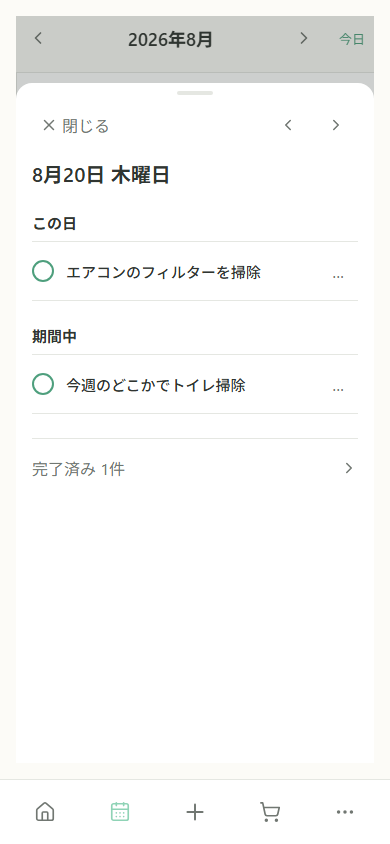 2026年8月
今日
閉じる
8月20日 木曜日
この日
エアコンのフィルターを掃除
...
期間中
今週のどこかでトイレ掃除
...
完了済み 1件